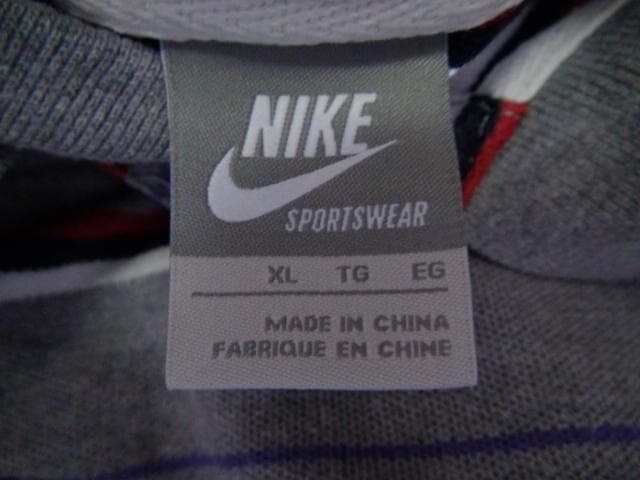 NIKE
SPORTSWEAR
XL TG EG
MADE IN CHINA
FABRIQUE EN CHINE